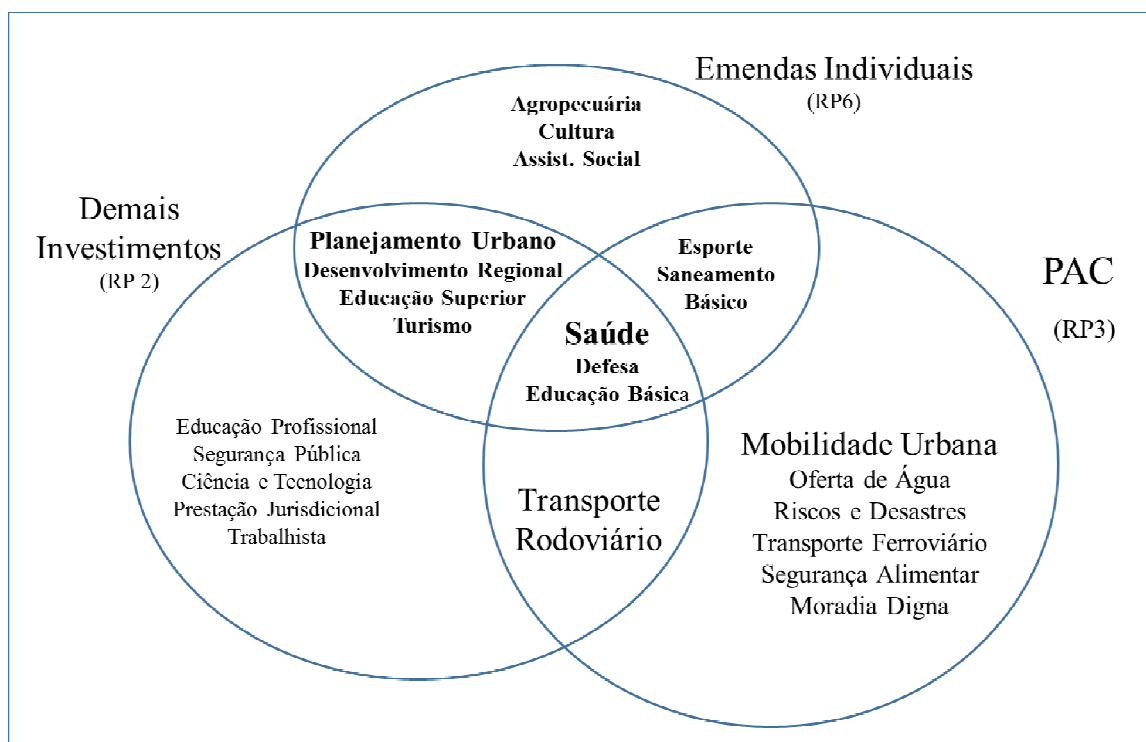 Emendas Individuais
(RP6)
Agropecuária
Cultura
Assist. Social
Demais
Investimentos
(RP 2)
Planejamento Urbano
Desenvolvimento Regional
Educação Superior
Turismo
Esporte
Saneamento
Básico
PAC
(RP3)
Saúde
Defesa
Educação Básica
Educação Profissional
Segurança Pública
Ciência e Tecnologia
Prestação Jurisdicional
Trabalhista
Transporte
Rodoviário
Mobilidade Urbana
Oferta de Água
Riscos e Desastres
Transporte Ferroviário
Segurança Alimentar
Moradia Digna